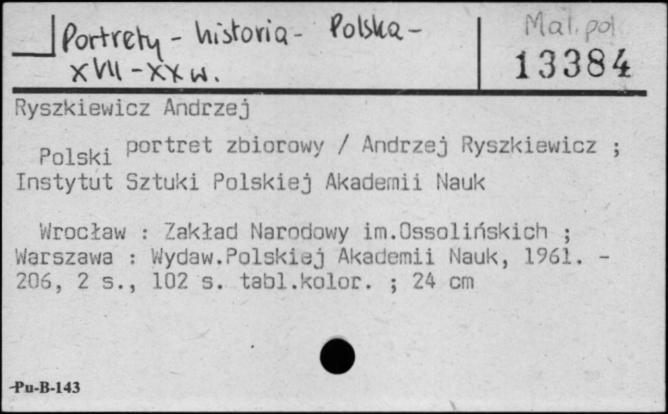 Portrety - historia - Polska -
XVII - XX w.
Mal. pol
13384
Ryszkiewicz Andrzej
Polski portret zbiorowy / Andrzej Ryszkiewicz ;
Instytut Sztuki Polskiej Akademii Nauk
Wrocław : Zakład Narodowy im.Ossolińskich ;
Warszawa : Wydaw.Polskiej Akademii Nauk, 1961. -
206, 2 s., 102 s. tabl.kolor. ; 24 cm
Pu-B-143